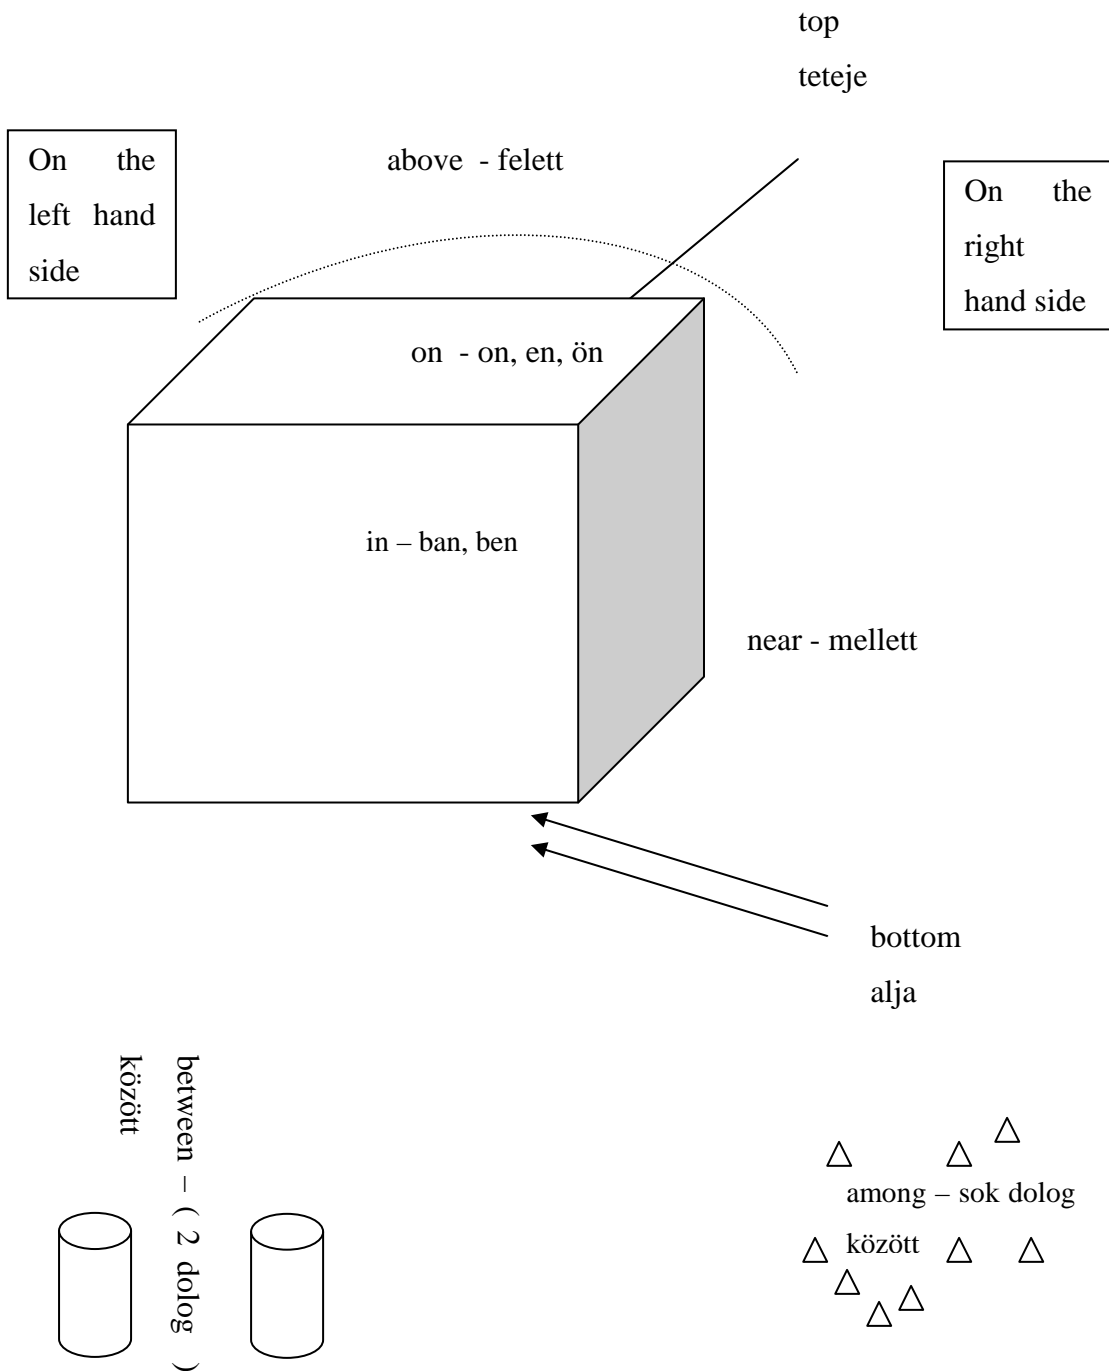 top
teteje
On the
left hand
side
above - felett
On the
right
hand side
on - on, en, ön
in – ban, ben
near - mellett
bottom
alja
between – ( 2 dolog )
között
among – sok dolog
között